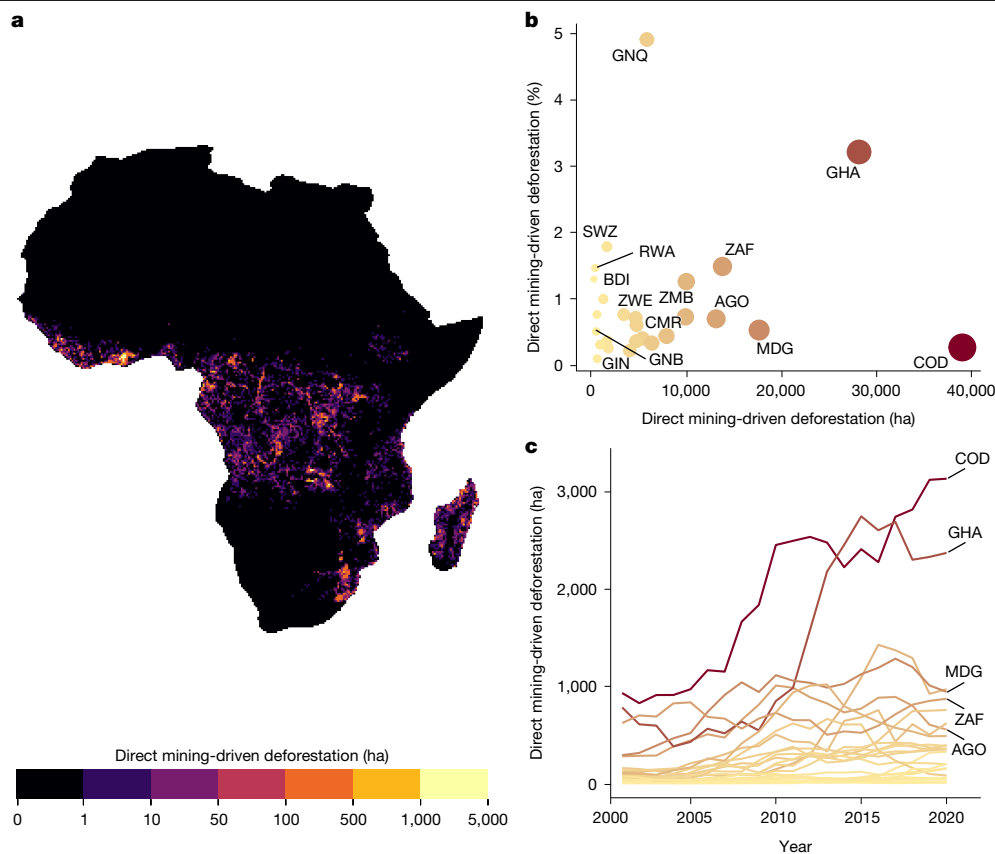 a
Direct mining-driven deforestation (ha)
0 1 10 50 100 500 1,000 5,000
b
Direct mining-driven deforestation (%)
5
4
3
2
1
0
GNQ
GHA
SWZ
RWA
ZAF
BDI
ZWE
ZMB
AGO
CMR
MDG
GIN
GNB
COD
0 10,000 20,000 30,000 40,000
Direct mining-driven deforestation (ha)
c
Direct mining-driven deforestation (ha)
3,000
2,000
1,000
0
COD
GHA
MDG
ZAF
AGO
2000 2005 2010 2015 2020
Year